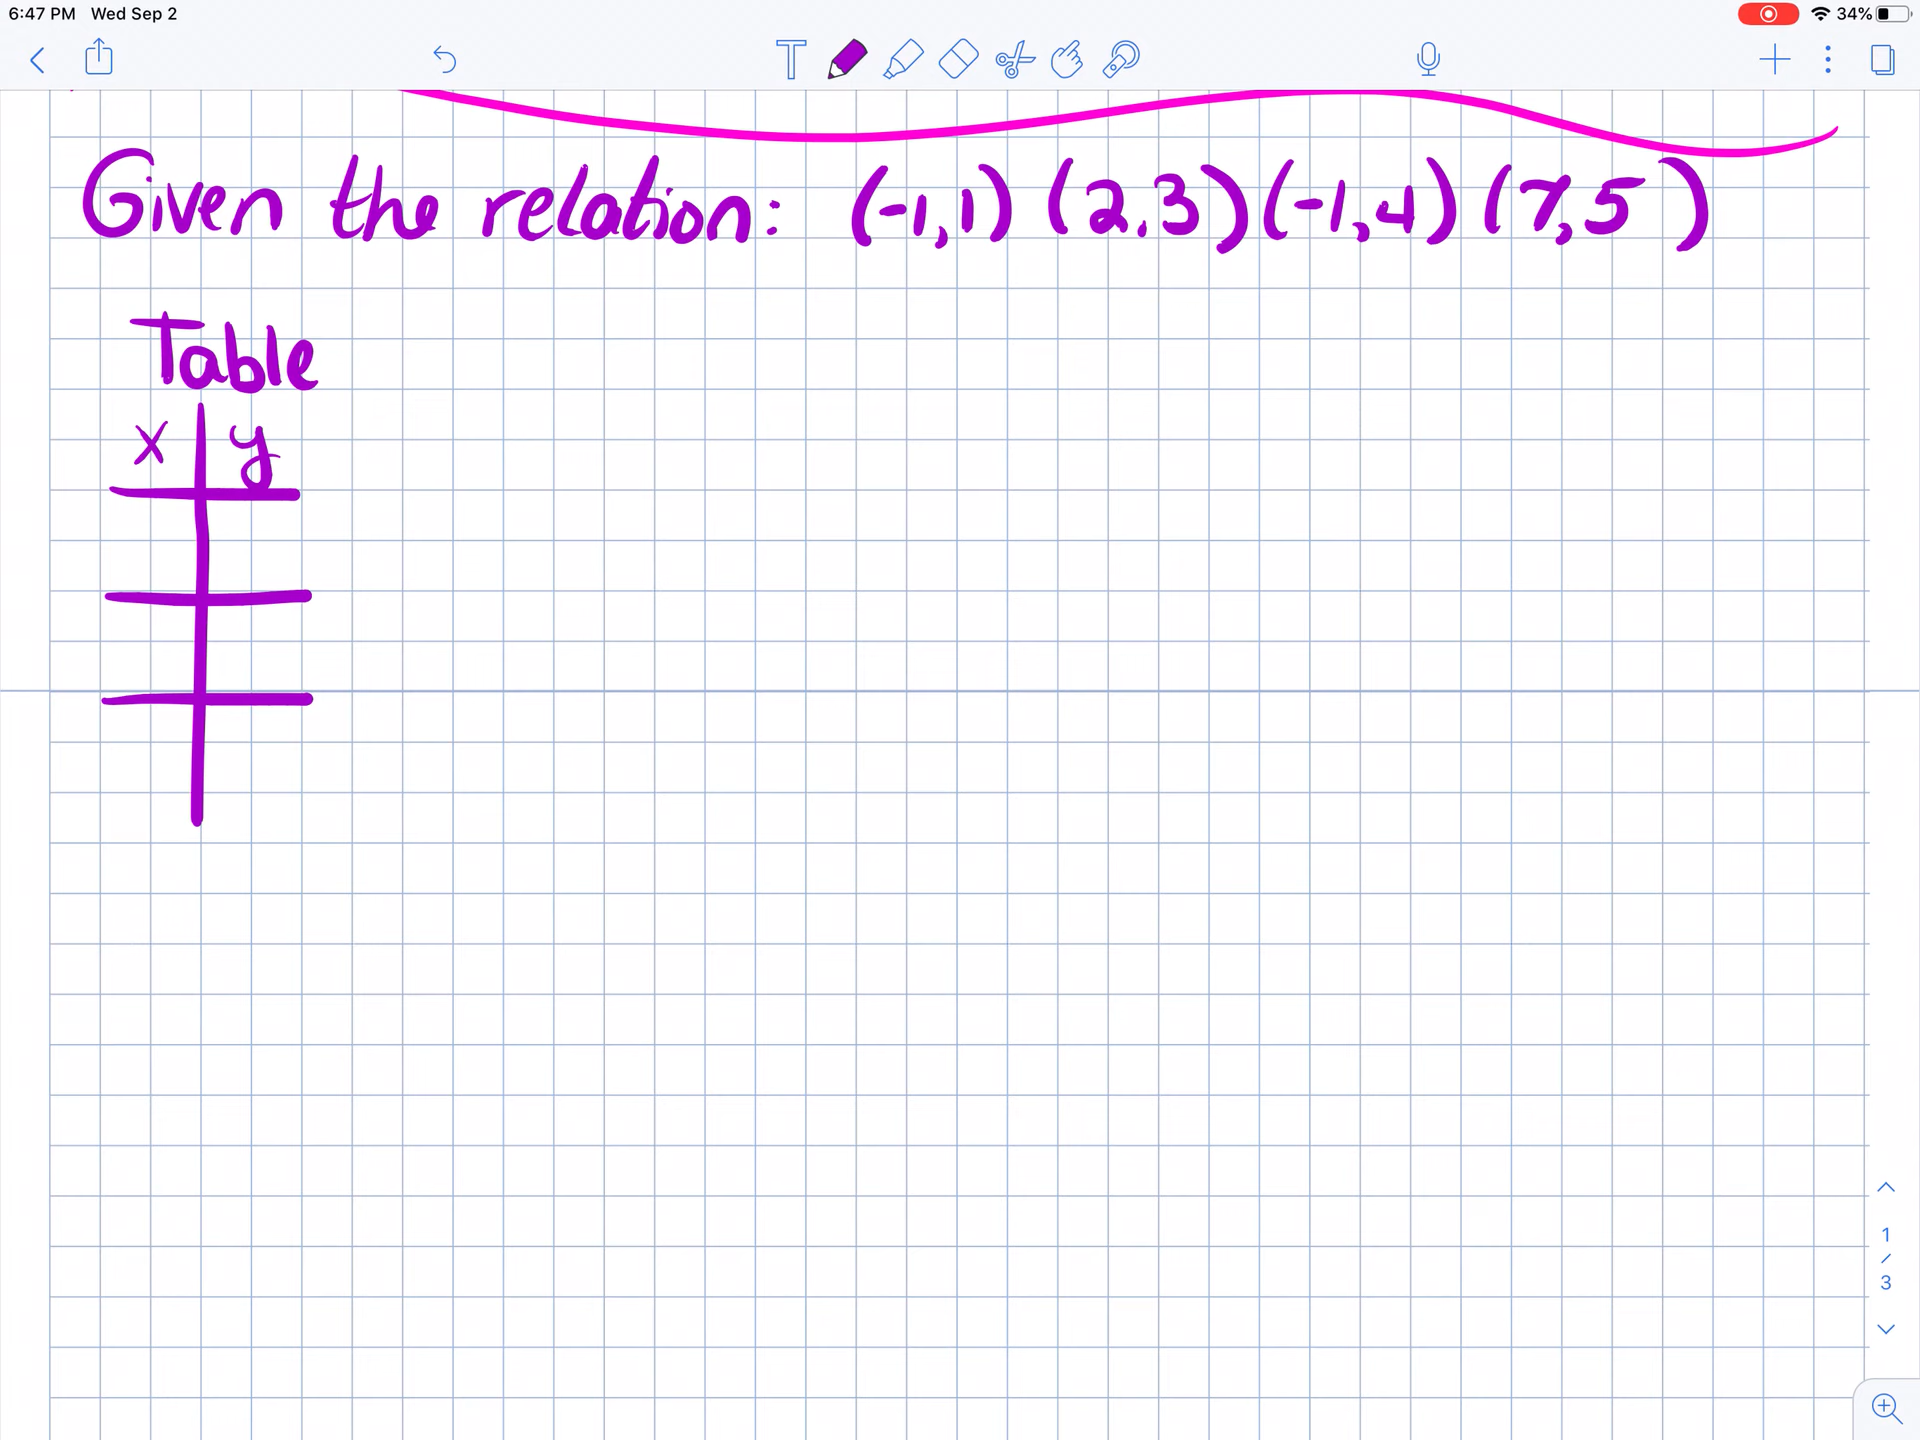 6:47 PM Wed Sep 2 34%
T
Given the relation: (-1,1) (2,3) (-1,4) (7,5)
Table
x y
1
/
3